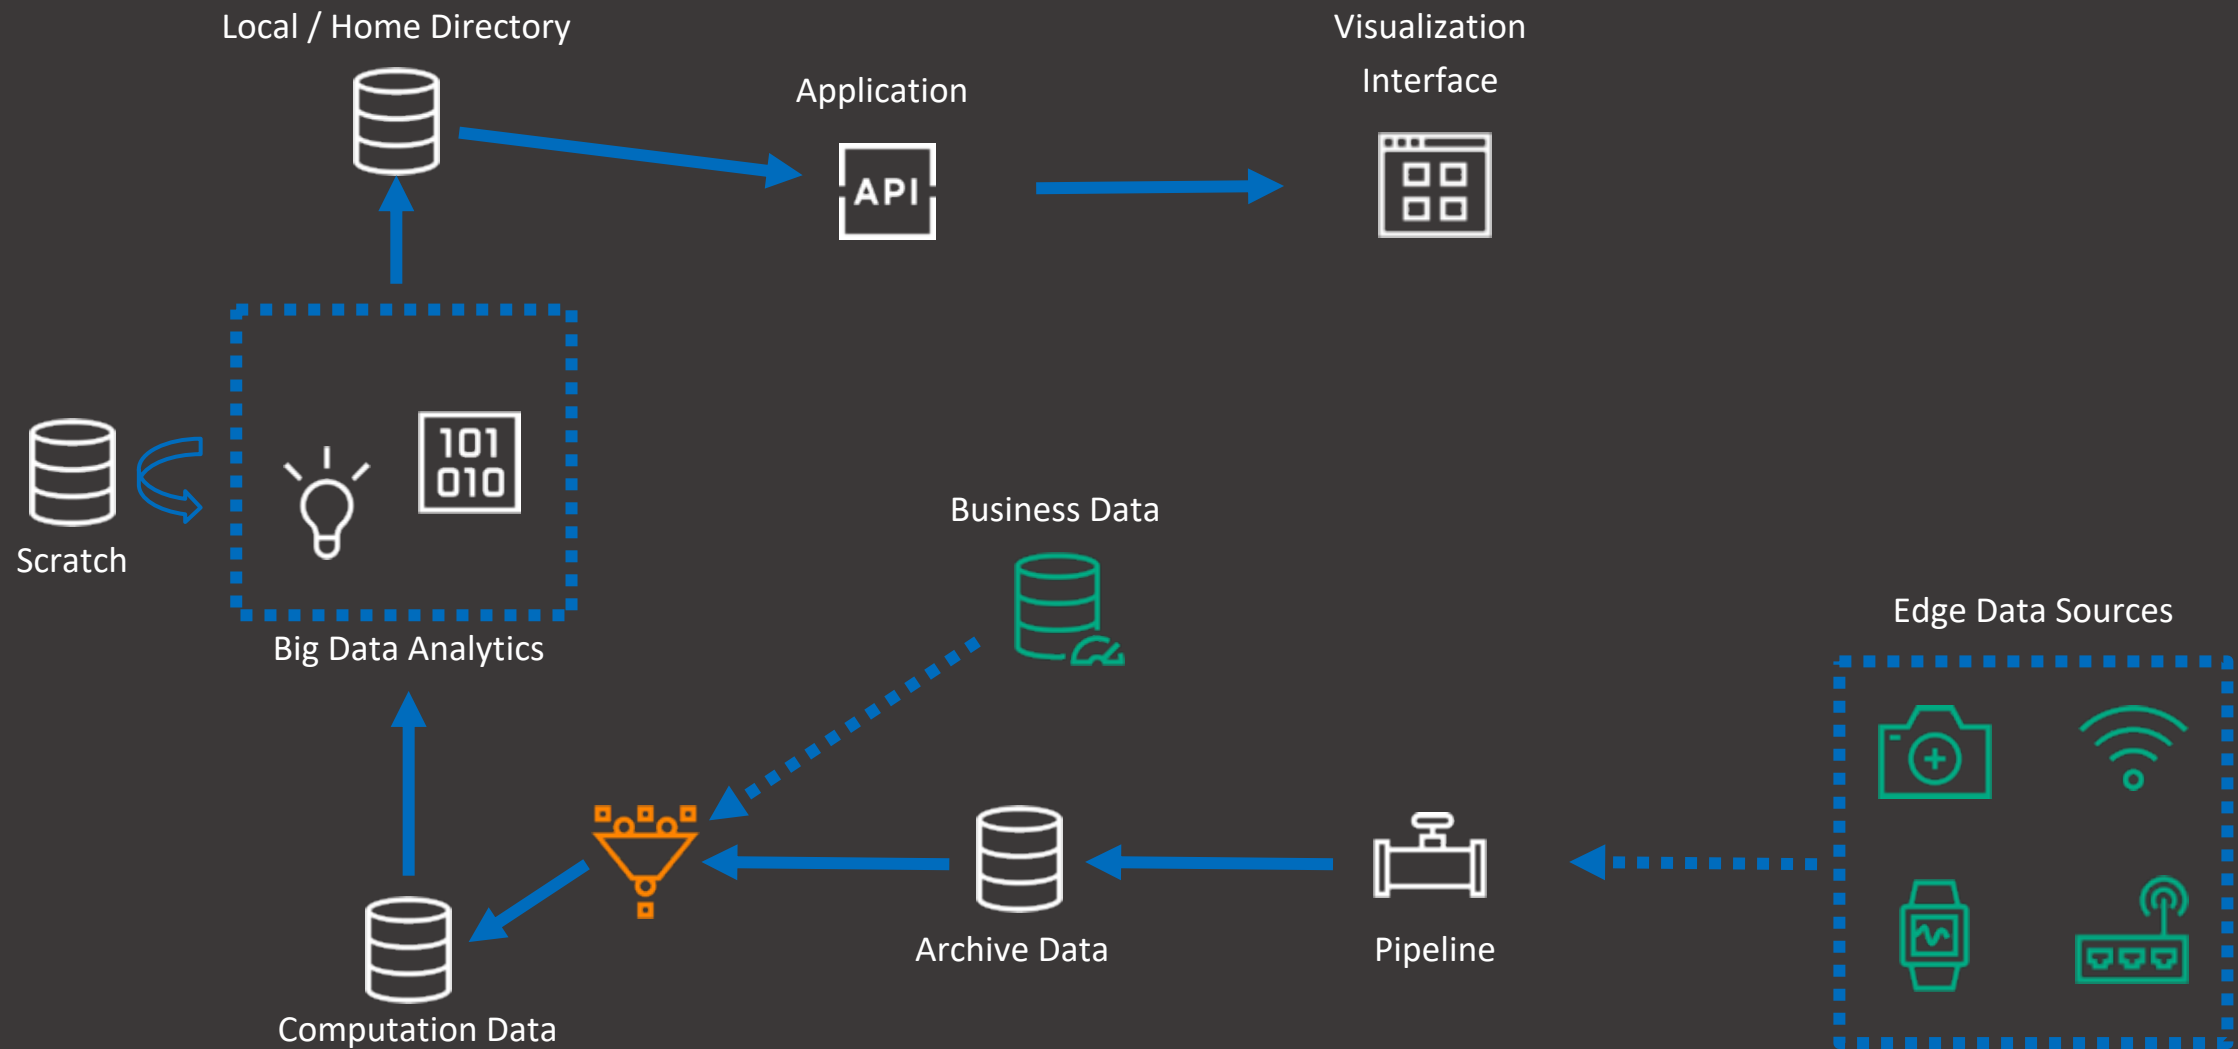 Local / Home Directory
Visualization
Interface
Application
API
101
010
Scratch
Big Data Analytics
Business Data
Edge Data Sources
Archive Data
Pipeline
Computation Data